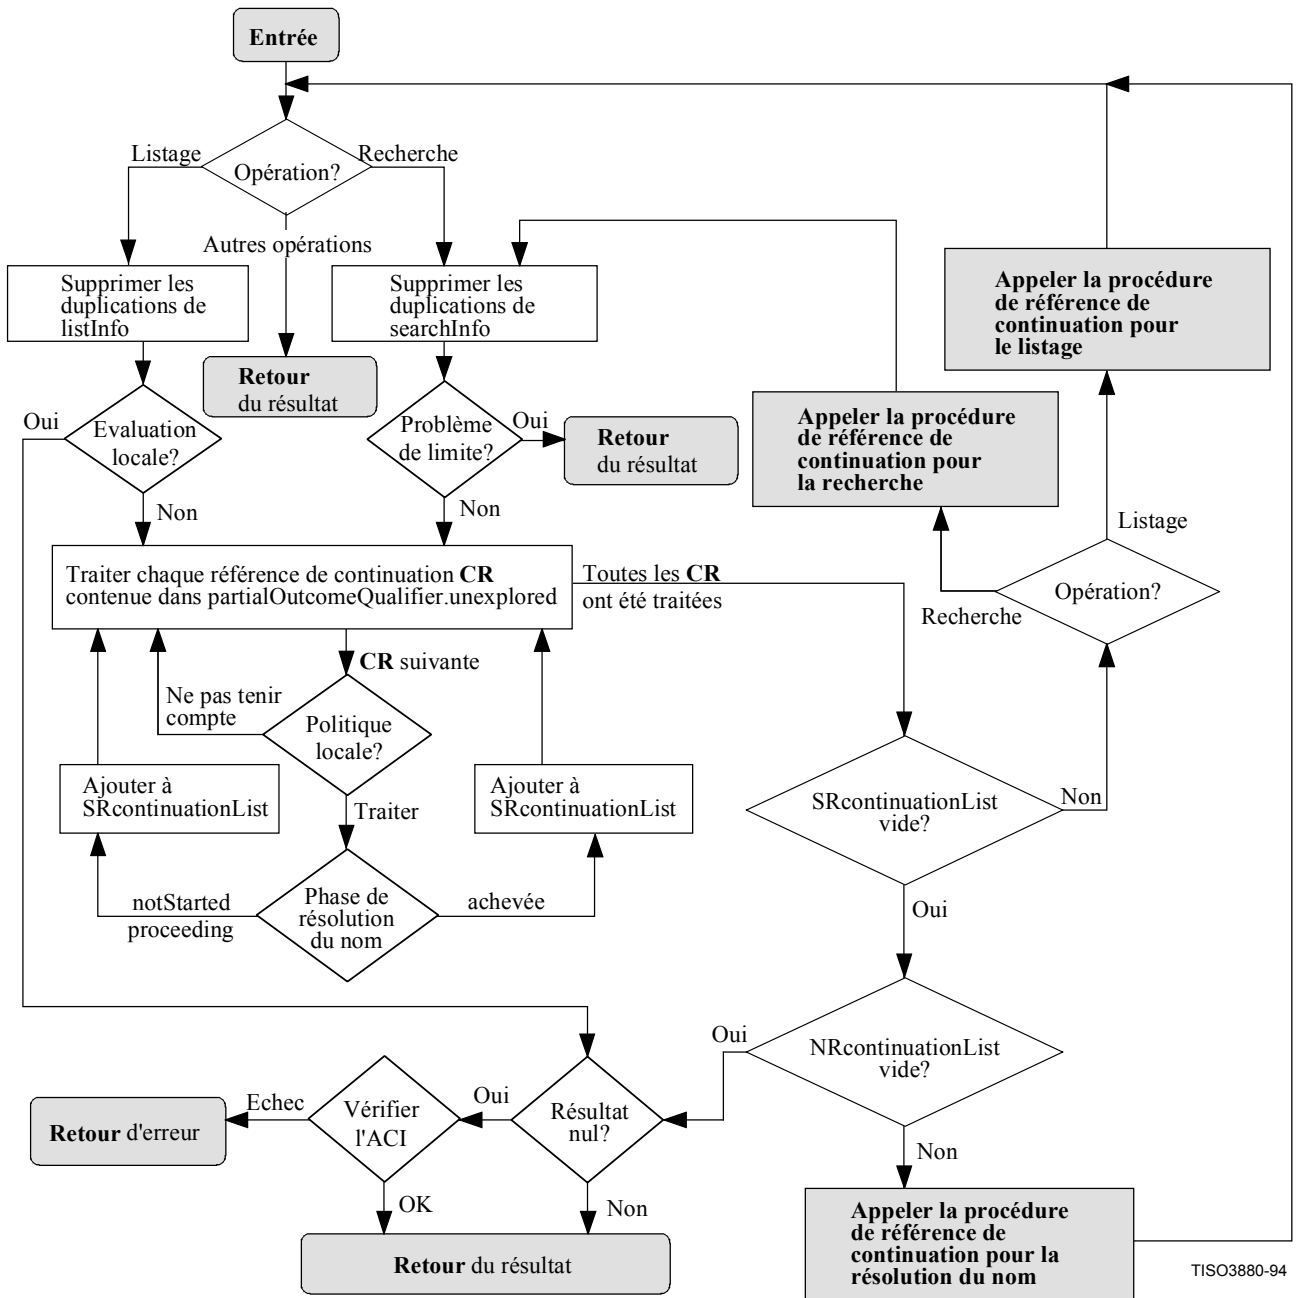 Entrée
Listage
Recherche
Opération?
Autres opérations
Supprimer les
duplications de
listInfo
Supprimer les
duplications de
searchInfo
Appeler la procédure
de référence de
continuation pour
le listage
Retour
du résultat
Oui
Evaluation
locale?
Problème
de limite?
Oui
Retour
du résultat
Appeler la procédure
de référence de
continuation pour
la recherche
Non
Non
Listage
Traiter chaque référence de continuation CR
contenue dans partialOutcomeQualifier.unexplored
Toutes les CR
ont été traitées
Opération?
Recherche
CR suivante
Ne pas tenir
compte
Politique
locale?
Ajouter à
SRcontinuationList
Ajouter à
SRcontinuationList
Traiter
SRcontinuationList
vide?
Non
notStarted
proceeding
Phase de
résolution
du nom
achevée
Oui
Oui
NRcontinuationList
vide?
Echec
Vérifier
l'ACI
Oui
Résultat
nul?
Retour d'erreur
Non
OK
Non
Retour du résultat
Appeler la procédure
de référence de
continuation pour la
résolution du nom
TISO3880-94